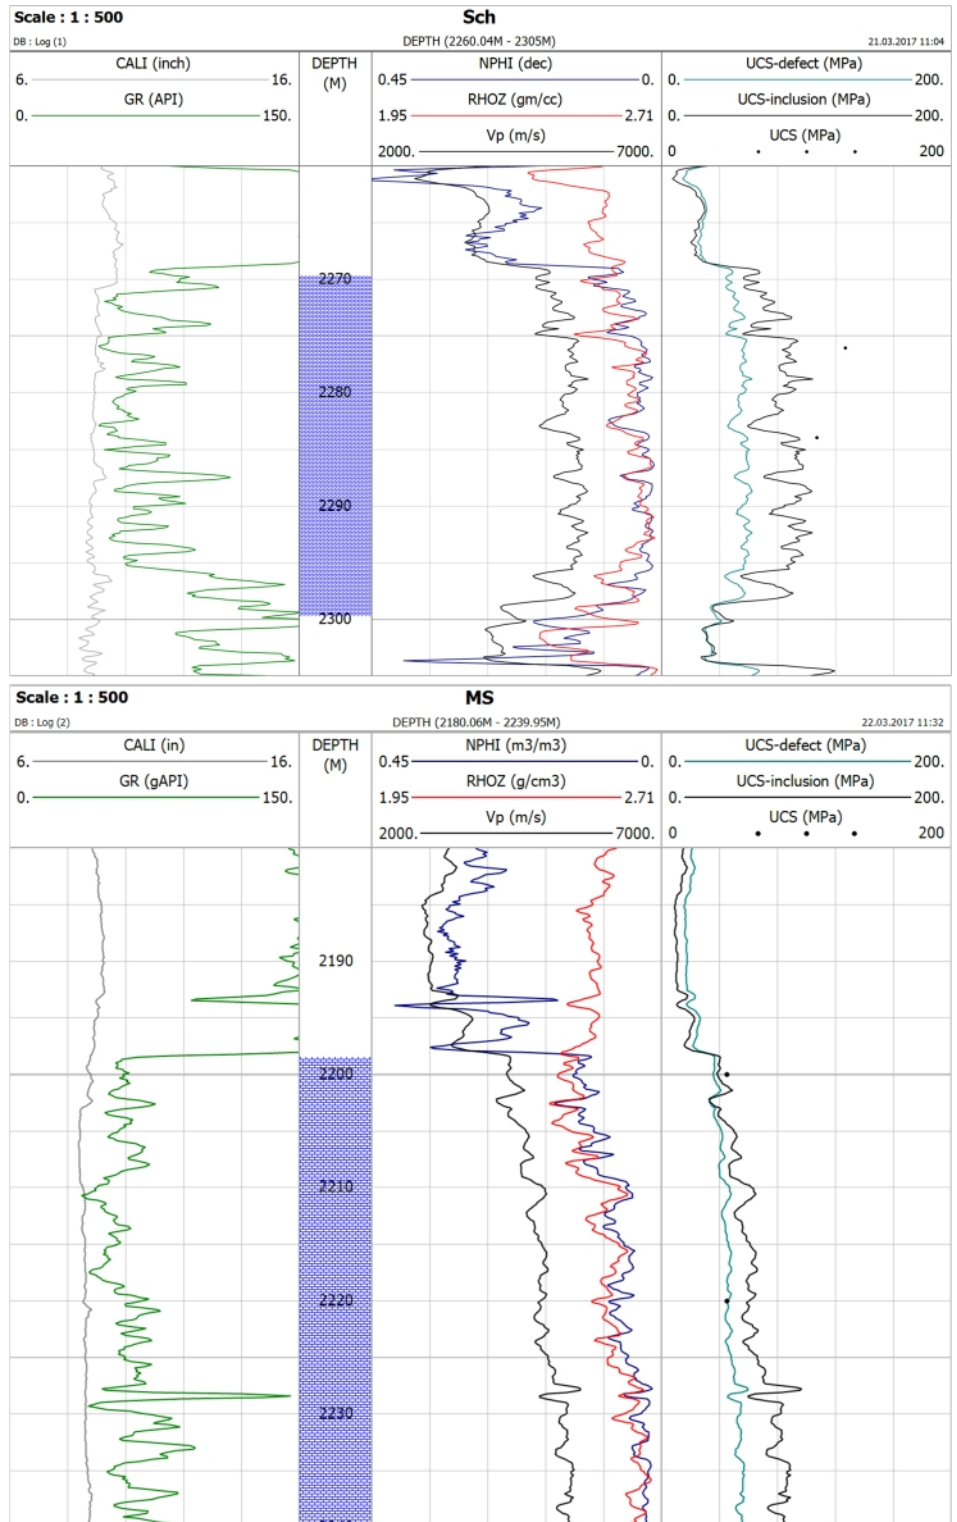 Scale : 1 : 500 Sch
DB : Log (1) DEPTH (2260.04M - 2305M) 21.03.2017 11:04
CALI (inch) DEPTH NPHI (dec) UCS-defect (MPa)
6. 16. (M) 0.45 0. 0. 200.
GR (API) RHOZ (gm/cc) UCS-inclusion (MPa)
0. 150. 1.95 2.71 0. 200.
Vp (m/s) UCS (MPa)
2000. 7000. 0 200
2270
2280
2290
2300
Scale : 1 : 500 MS
DB : Log (2) DEPTH (2180.06M - 2239.95M) 22.03.2017 11:32
CALI (in) DEPTH NPHI (m3/m3) UCS-defect (MPa)
6. 16. (M) 0.45 0. 0. 200.
GR (gAPI) RHOZ (g/cm3) UCS-inclusion (MPa)
0. 150. 1.95 2.71 0. 200.
Vp (m/s) UCS (MPa)
2000. 7000. 0 200
2190
2200
2210
2220
2230